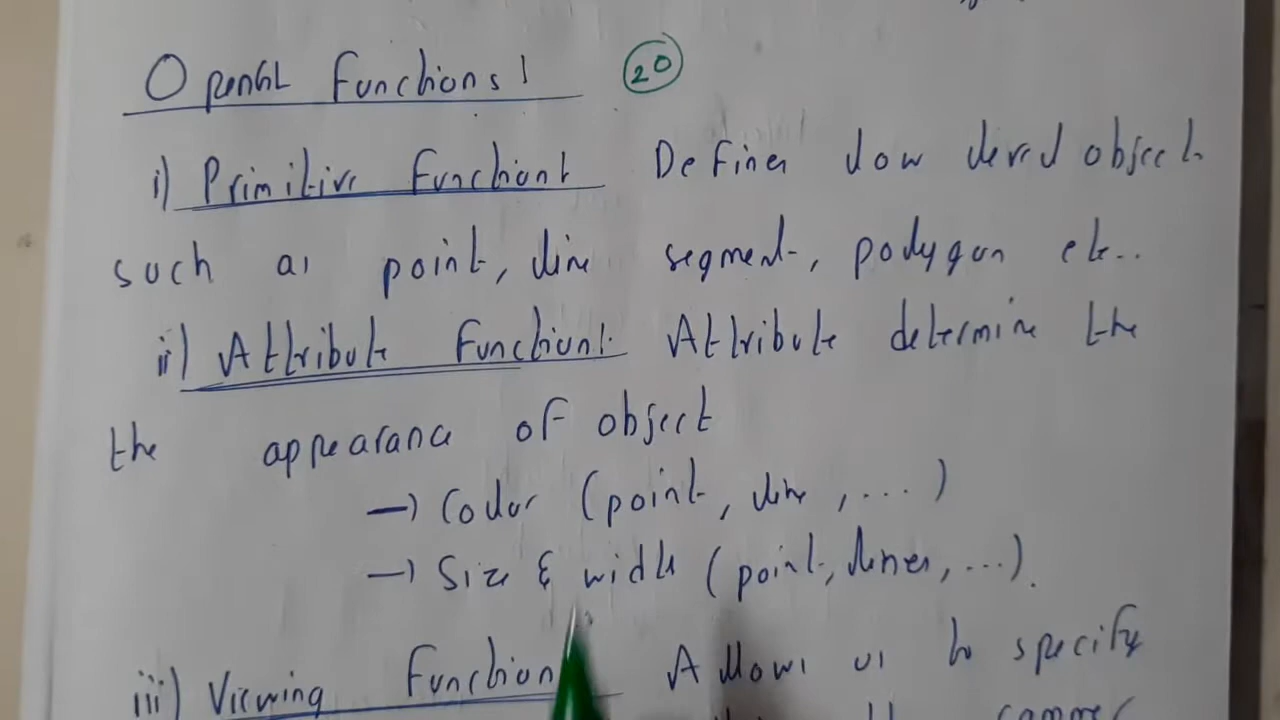 OpenGL Functions:
20
i) Primitive Functions: Defines low level objects
such as point, line segment, polygon etc..
ii) Attribute Functions: Attribute determine the
the appearance of object
→ Color (point, line, ....)
→ Size & width (point, lines, ...).
iii) Viewing Function Allows us to specify